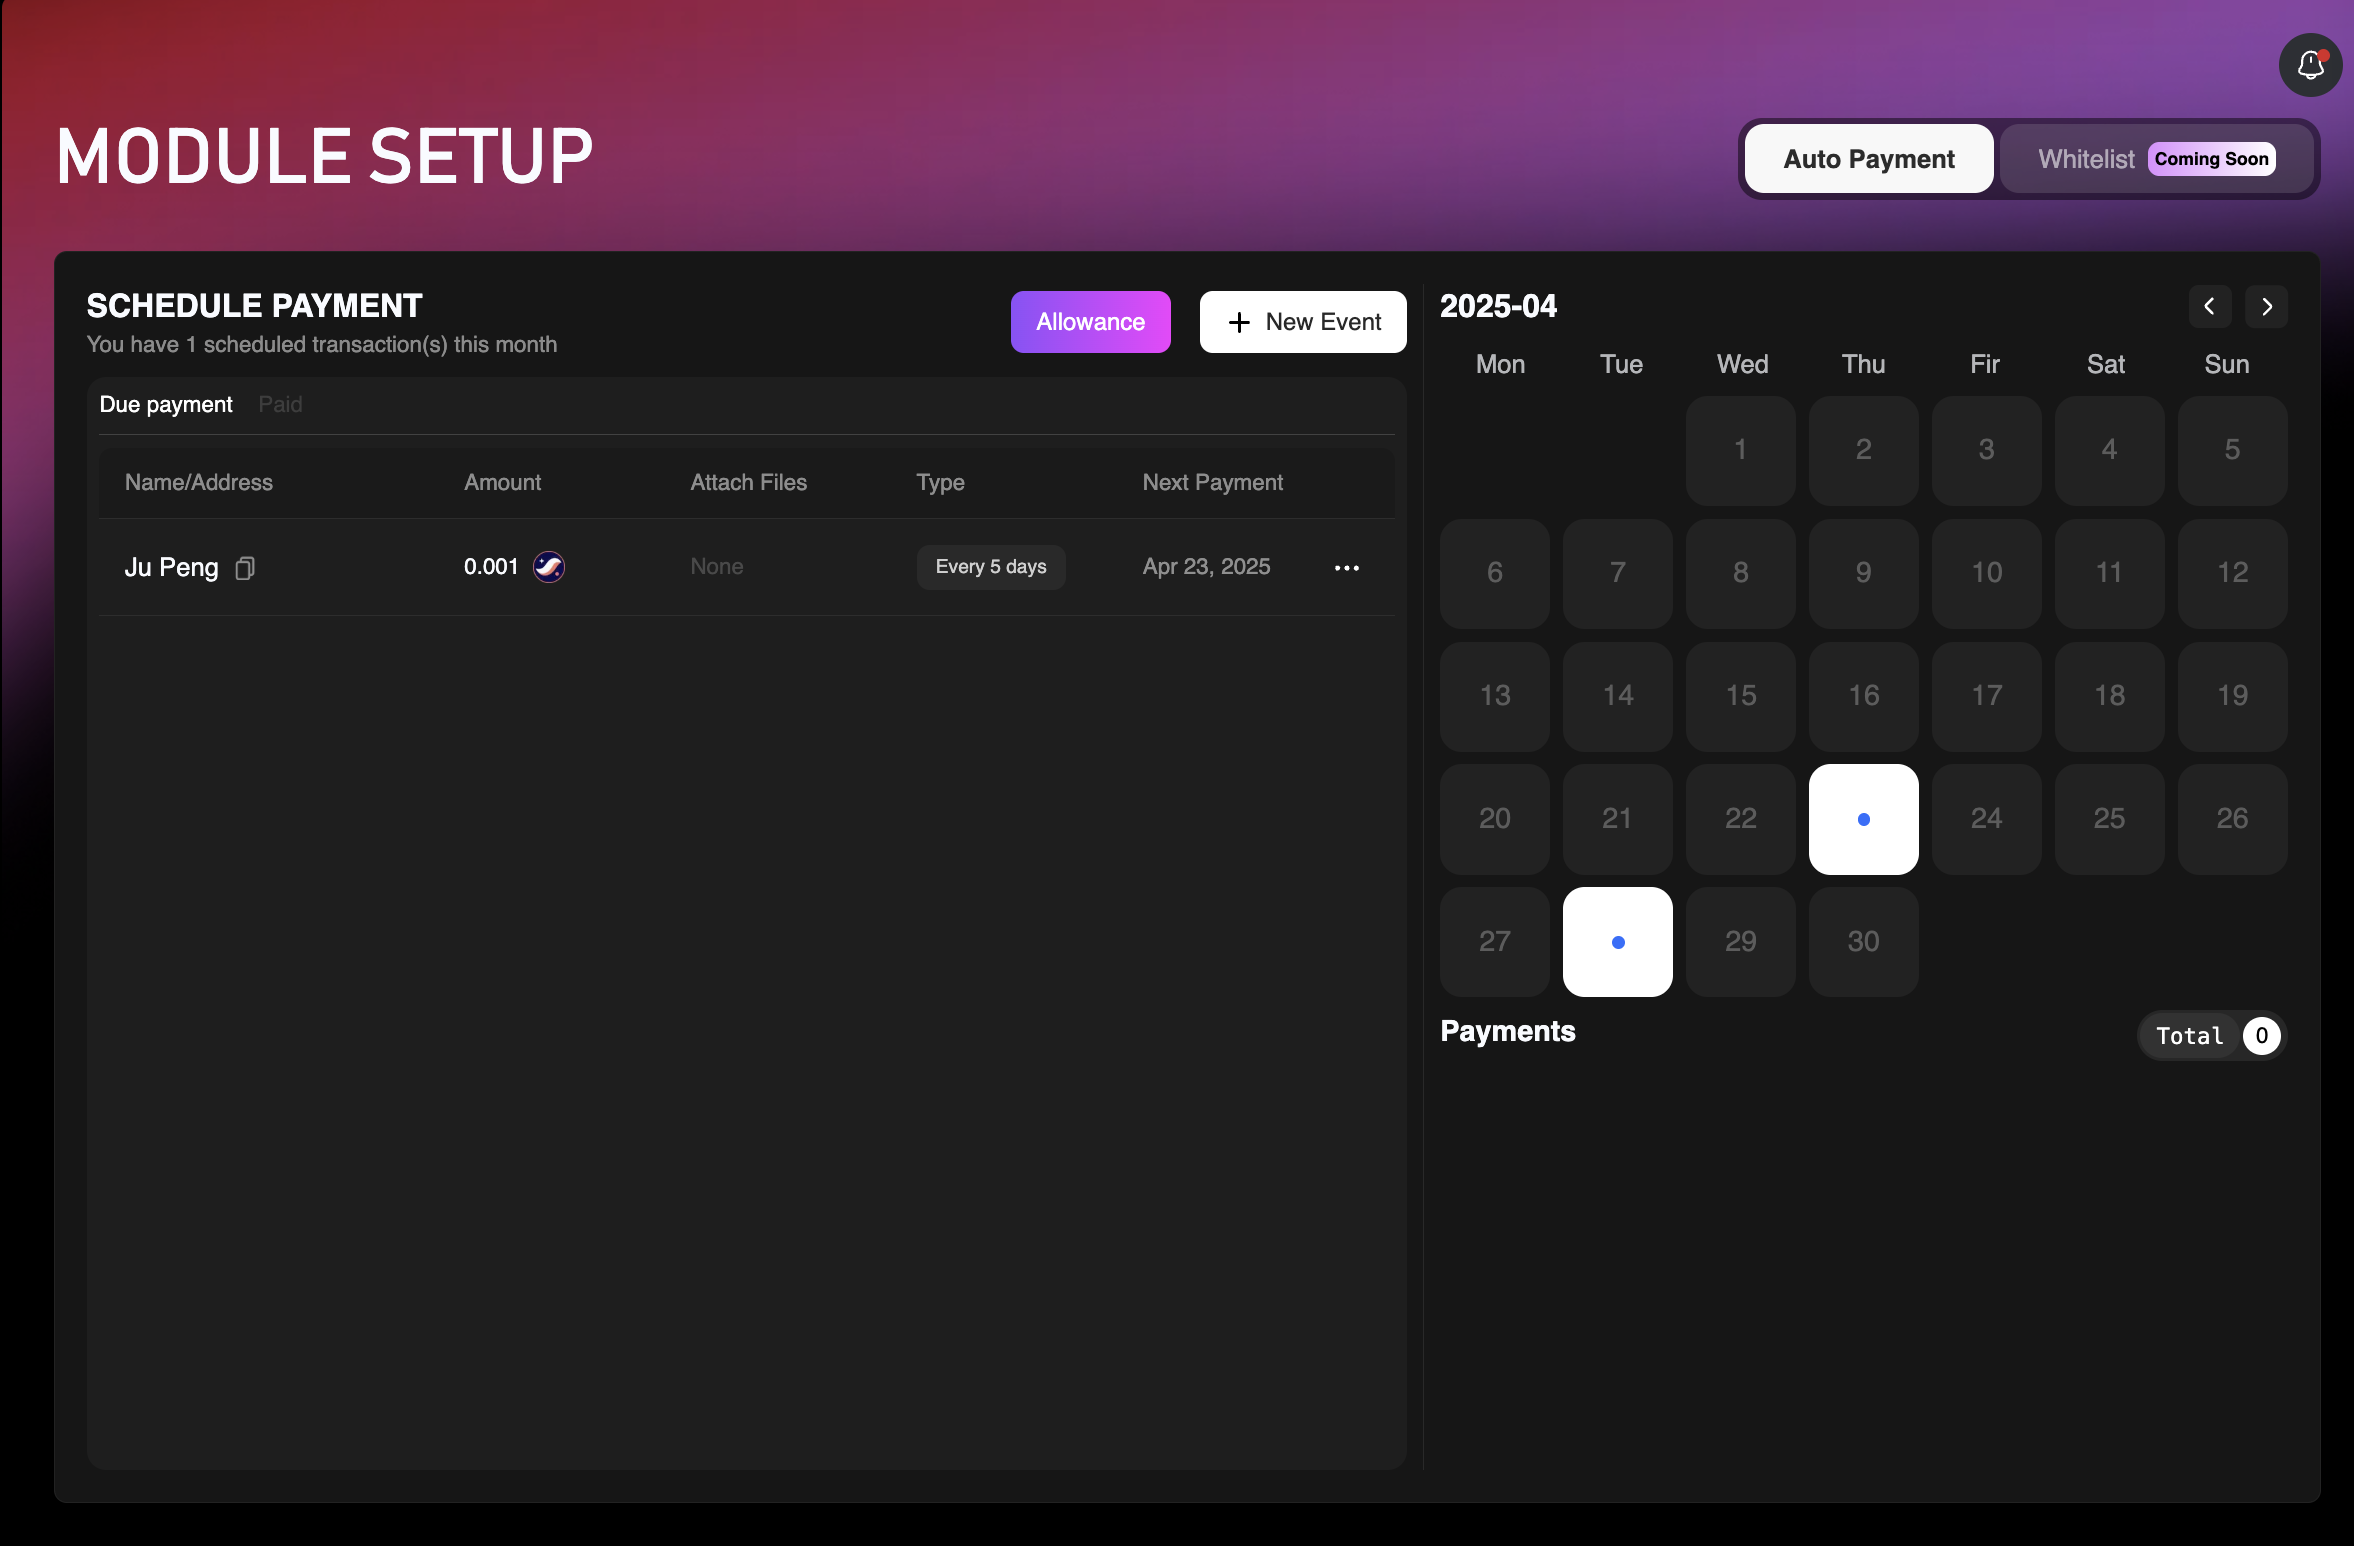 MODULE SETUP
Auto Payment
Whitelist Coming Soon
SCHEDULE PAYMENT
You have 1 scheduled transaction(s) this month
Allowance
New Event
Due payment Paid
Name/Address Amount Attach Files Type Next Payment
Ju Peng 0.001 None Every 5 days Apr 23, 2025
2025-04
Mon Tue Wed Thu Fir Sat Sun
1 2 3 4 5
6 7 8 9 10 11 12
13 14 15 16 17 18 19
20 21 22 24 25 26
27 29 30
Payments
Total 0